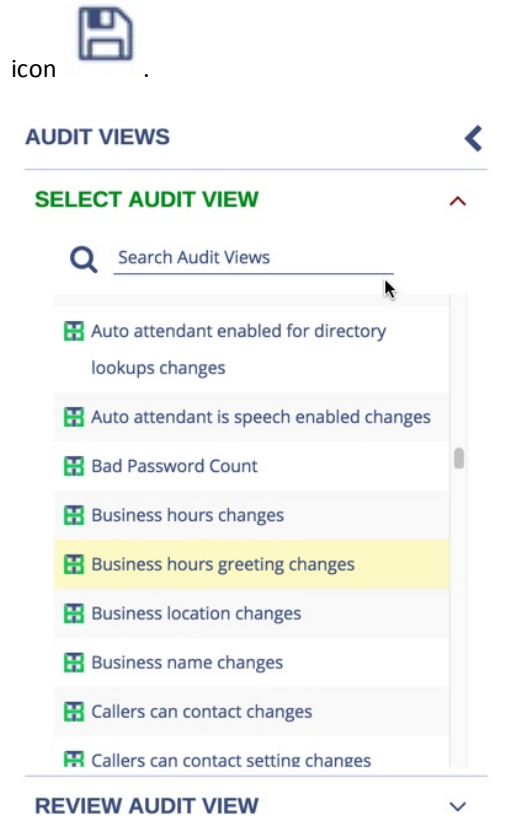 icon .
AUDIT VIEWS
SELECT AUDIT VIEW
Search Audit Views
Auto attendant enabled for directory
lookups changes
Auto attendant is speech enabled changes
Bad Password Count
Business hours changes
Business hours greeting changes
Business location changes
Business name changes
Callers can contact changes
Callers can contact setting changes
REVIEW AUDIT VIEW